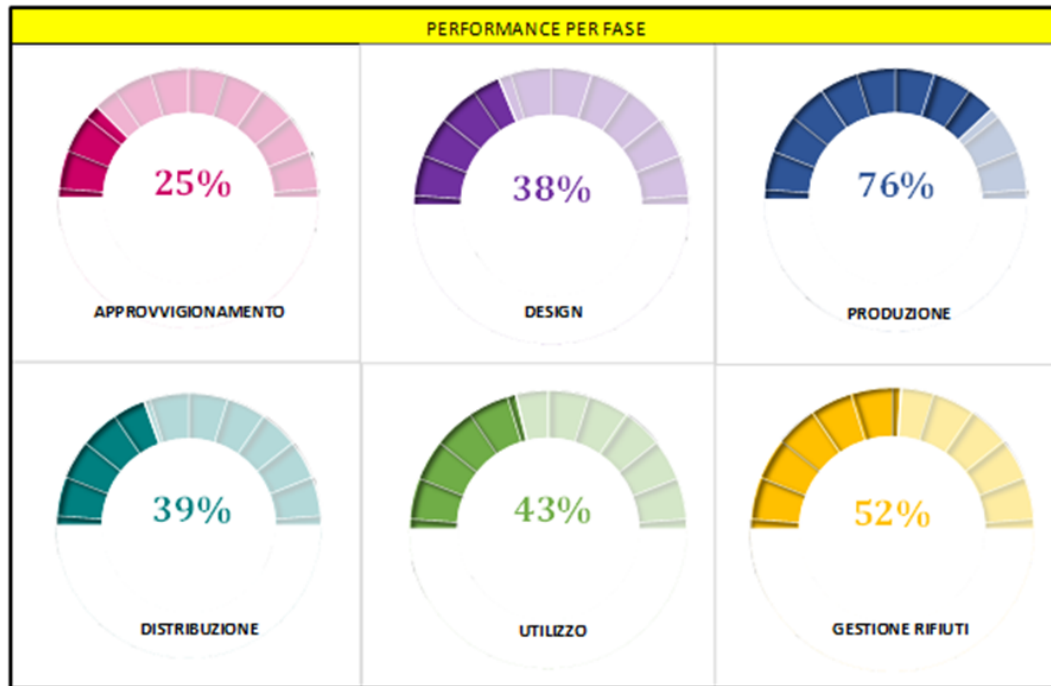 PERFORMANCE PER FASE
25%
38%
76%
APPROVVIGIONAMENTO
DESIGN
PRODUZIONE
39%
43%
52%
DISTRIBUZIONE
UTILIZZO
GESTIONE RIFIUTI